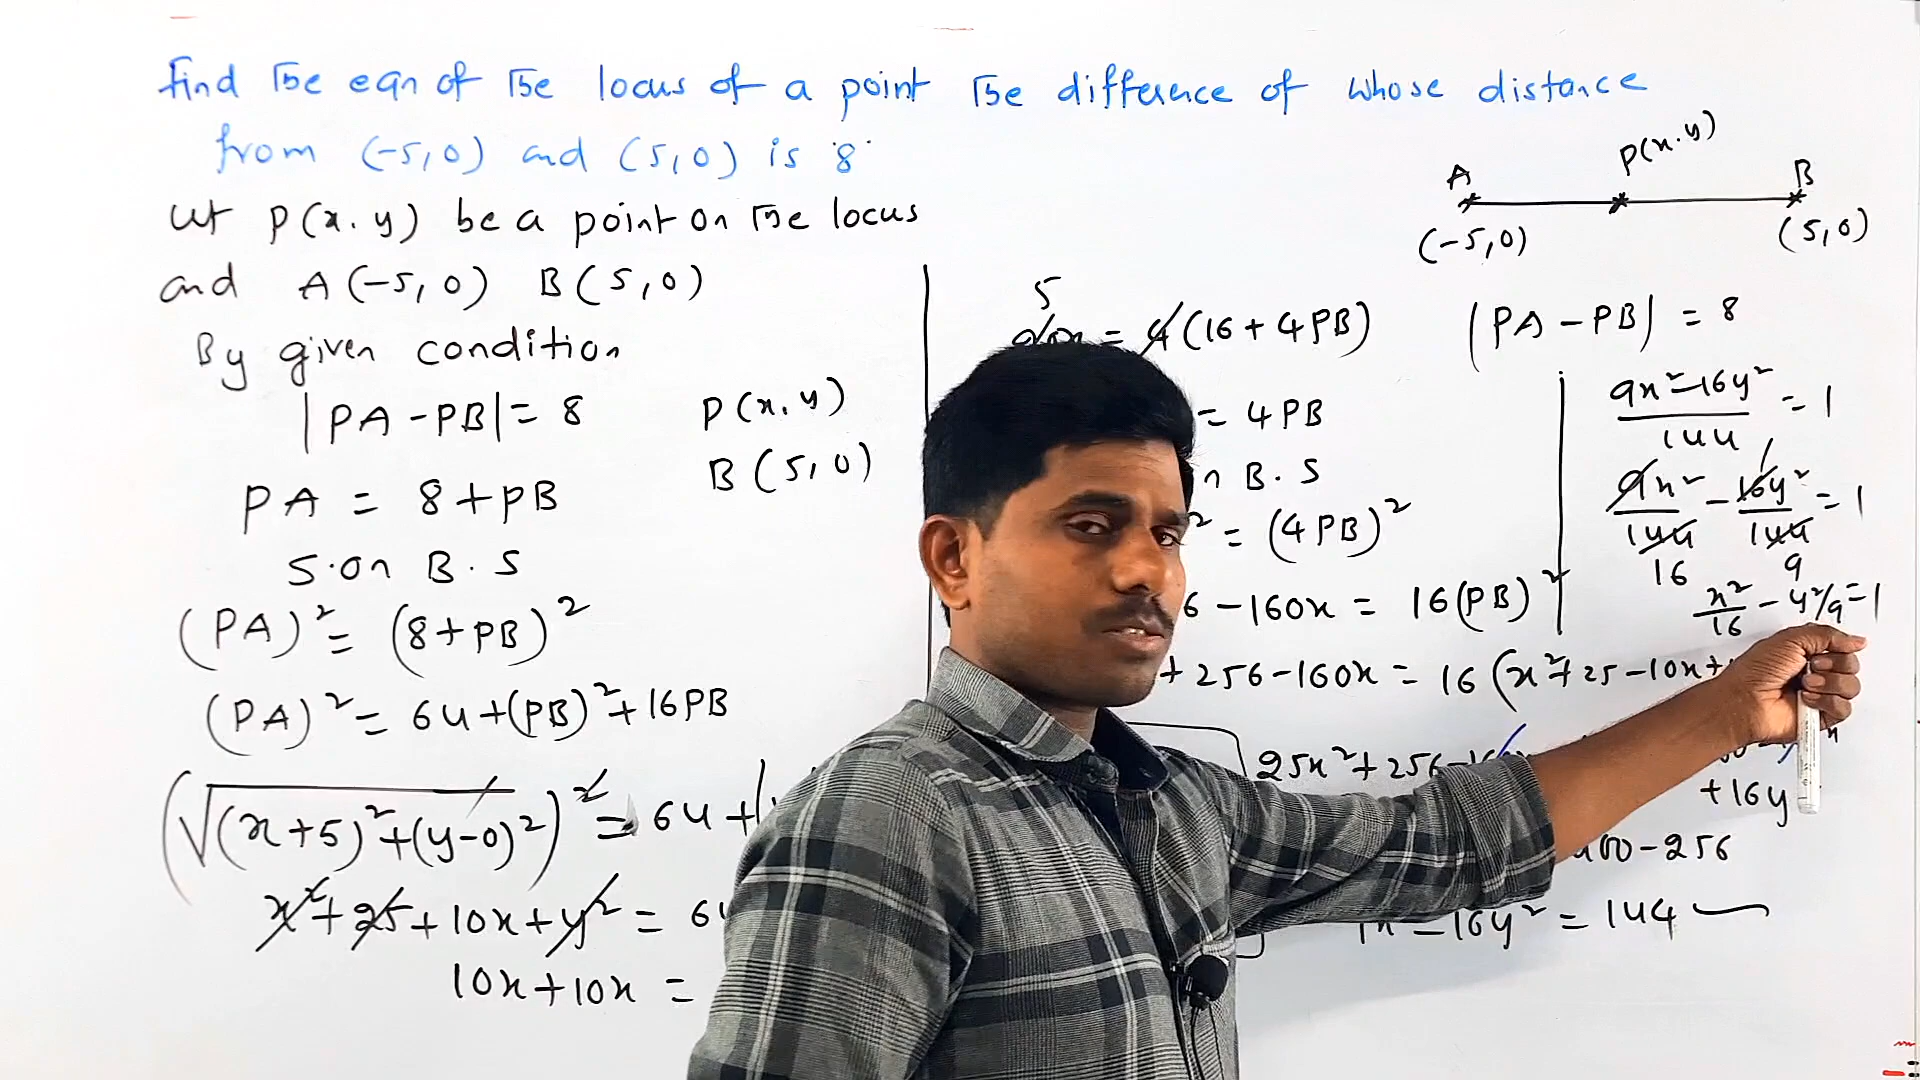 Find The eqn of The locus of a point The difference of whose distance
from (-5,0) and (5,0) is '8'
Let P(x,y) be a point on The locus
and A(-5,0) B(5,0)
By given condition
|PA-PB|=8
PA = 8+PB
S.on B.S
(PA)²=(8+PB)²
(PA)²=64+(PB)²+16PB
(√(x+5)²+(y-0)²)²=64+
x²+25+10x+y²=
10x+10x =
P(x,y)
B(5,0)
5
= 4(16+4PB)
= 4PB
B.S
=(4PB)²
-160x = 16(PB)²
+256-160x = 16(x²+25-10x+
25x²+256-
+16y
400-256
-16y²=144
A
P(x,y)
B
(-5,0)
(5,0)
|PA-PB|=8
9x²-16y²/144=1
9x²/144-16y²/144=1
16 9
x²/16-y²/9=1